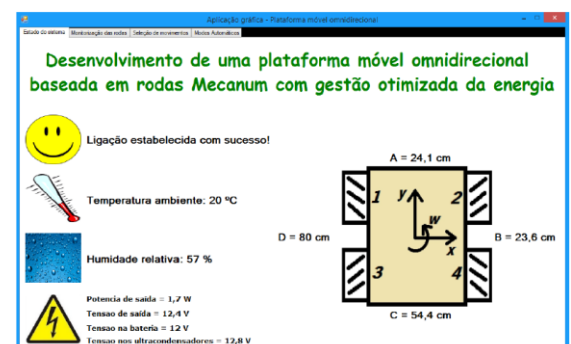 Aplicação gráfica - Plataforma móvel omnidirecional
Estado do sistema Monitorização das rodas Seleção de movimentos Modos Automáticos
Desenvolvimento de uma plataforma móvel omnidirecional
baseada em rodas Mecanum com gestão otimizada da energia
Ligação estabelecida com sucesso!
A = 24,1 cm
Temperatura ambiente: 20 ºC
1 y 2
w
x
D = 80 cm
B = 23,6 cm
Humidade relativa: 57 %
3 4
C = 54,4 cm
Potencia de saída = 1,7 W
Tensao de saída = 12,4 V
Tensao na bateria = 12 V
Tensao nos ultracondensadores = 12,8 V